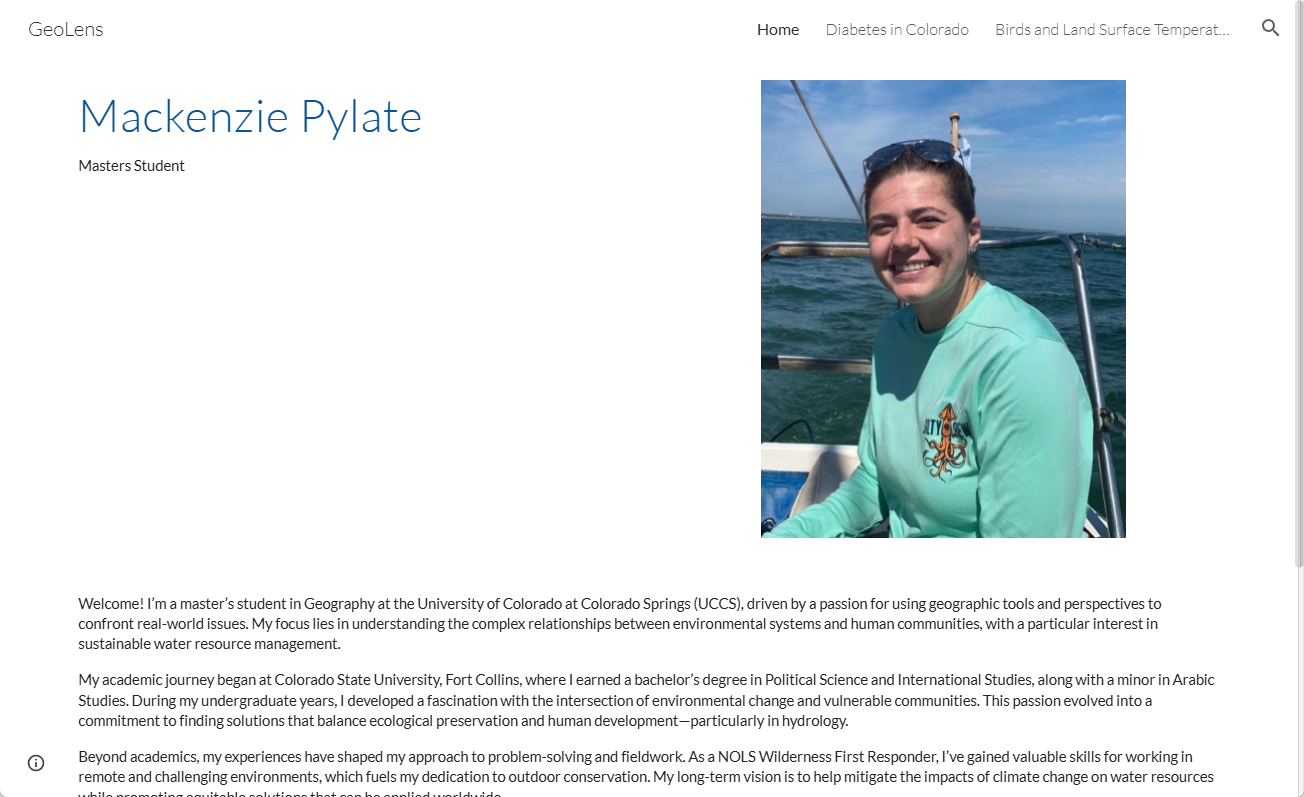 GeoLens
Home
Diabetes in Colorado
Birds and Land Surface Temperat...
Mackenzie Pylate
Masters Student
Welcome! I’m a master’s student in Geography at the University of Colorado at Colorado Springs (UCCS), driven by a passion for using geographic tools and perspectives to
confront real-world issues. My focus lies in understanding the complex relationships between environmental systems and human communities, with a particular interest in
sustainable water resource management.
My academic journey began at Colorado State University, Fort Collins, where I earned a bachelor’s degree in Political Science and International Studies, along with a minor in Arabic
Studies. During my undergraduate years, I developed a fascination with the intersection of environmental change and vulnerable communities. This passion evolved into a
commitment to finding solutions that balance ecological preservation and human development—particularly in hydrology.
Beyond academics, my experiences have shaped my approach to problem-solving and fieldwork. As a NOLS Wilderness First Responder, I’ve gained valuable skills for working in
remote and challenging environments, which fuels my dedication to outdoor conservation. My long-term vision is to help mitigate the impacts of climate change on water resources
while promoting equitable solutions that can be applied worldwide.